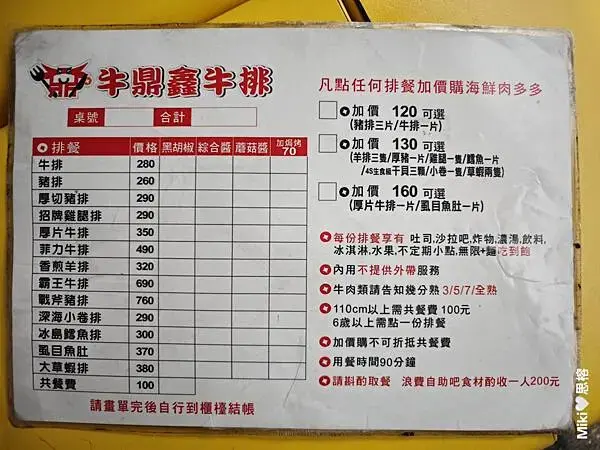 牛鼎鑫牛排
桌號 合計
排餐 價格 黑胡椒 綜合醬 蘑菇醬 加焗烤 70
牛排 280
豬排 260
厚切豬排 290
招牌雞腿排 290
厚片牛排 350
菲力牛排 490
香煎羊排 320
霸王牛排 690
戰斧豬排 760
深海小卷排 290
冰島鱈魚排 300
虱目魚肚 370
大草蝦排 380
共餐費 100
請畫單完後自行到櫃檯結帳
凡點任何排餐加價購海鮮肉多多
加價 120 可選
(豬排三片/牛排一片)
加價 130 可選
(羊排三隻/厚豬一片/雞腿一隻/鱈魚一片
/4S生食級干貝三顆/小卷一隻/草蝦兩隻)
加價 160 可選
(厚片牛排一片/虱目魚肚一片)
每份排餐享有 吐司,沙拉吧,炸物,濃湯,飲料,
冰淇淋,水果,不定期小點,無限+麵吃到飽
內用不提供外帶服務
牛肉類請告知幾分熟 3/5/7/全熟
110cm以上需共餐費 100元
6歲以上需點一份排餐
加價購不可折抵共餐費
用餐時間90分鐘
請斟酌取餐 浪費自助吧食材酌收一人200元
Miki♥思榕